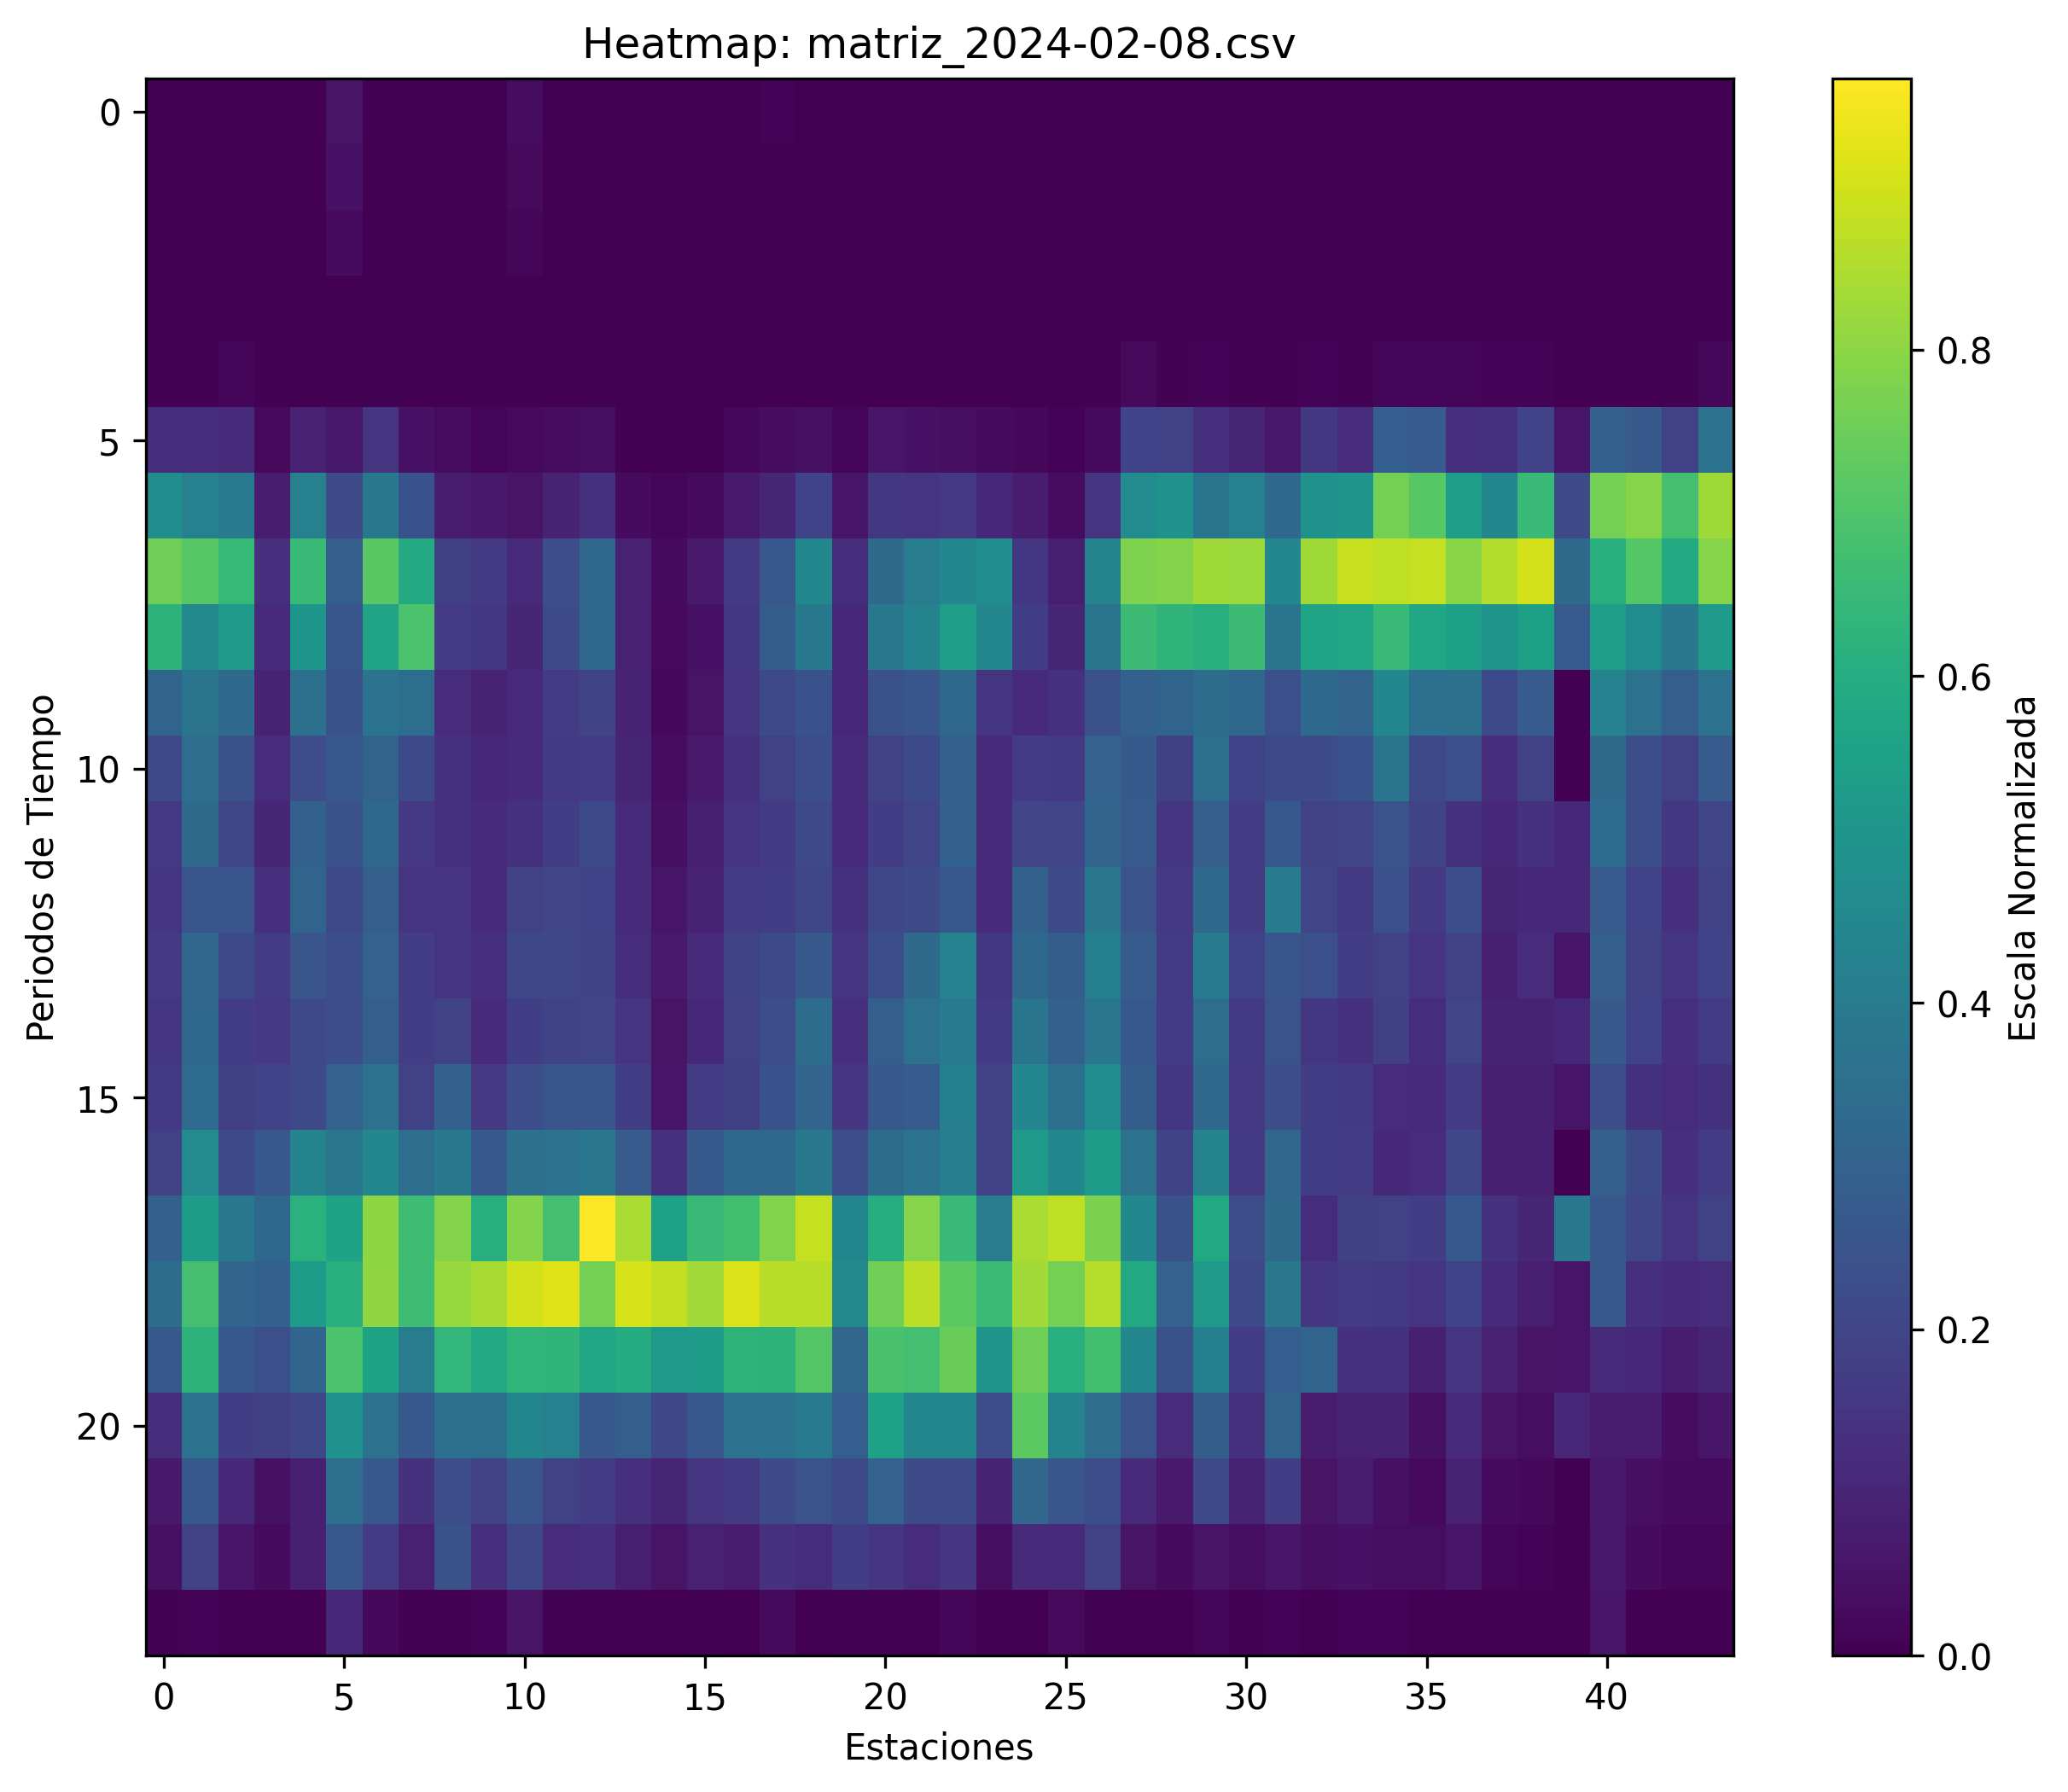 Heatmap: matriz_2024-02-08.csv
Periodos de Tiempo
0
5
10
15
20
0 5 10 15 20 25 30 35 40
Estaciones
0.8
0.6
0.4
0.2
0.0
Escala Normalizada